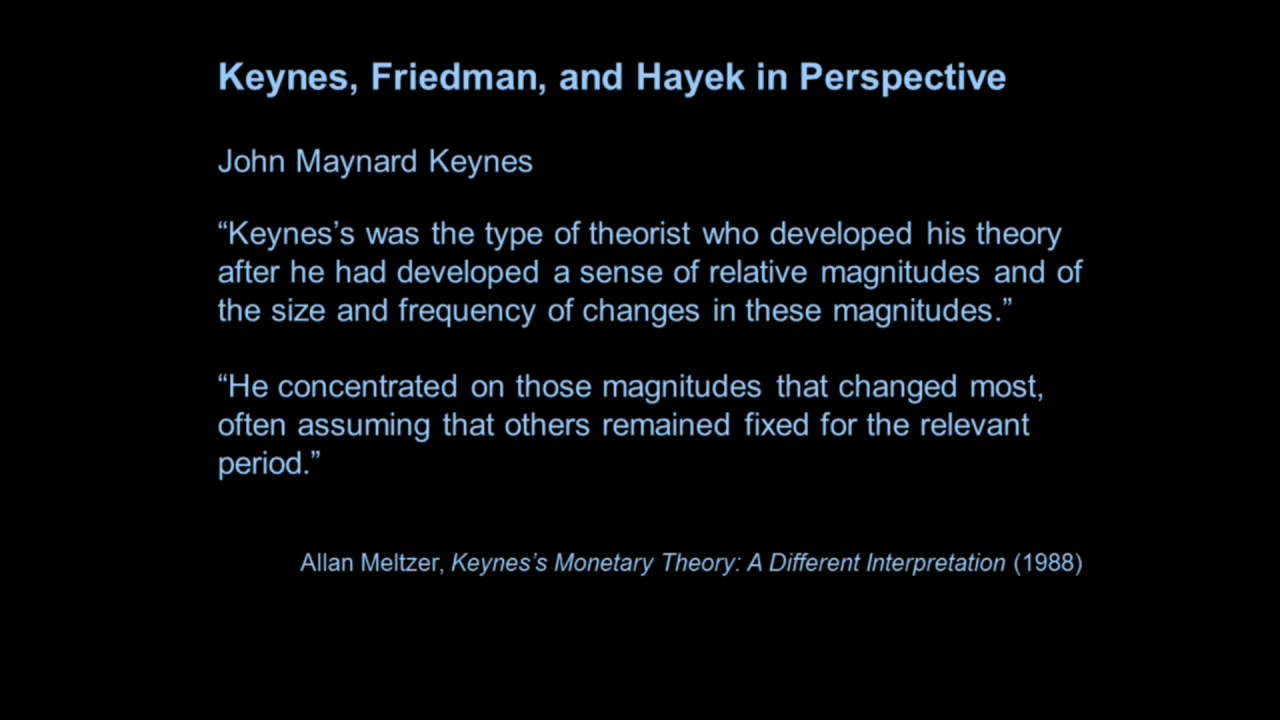 Keynes, Friedman, and Hayek in Perspective
John Maynard Keynes
“Keynes’s was the type of theorist who developed his theory
after he had developed a sense of relative magnitudes and of
the size and frequency of changes in these magnitudes.”
“He concentrated on those magnitudes that changed most,
often assuming that others remained fixed for the relevant
period.”
Allan Meltzer, Keynes’s Monetary Theory: A Different Interpretation (1988)